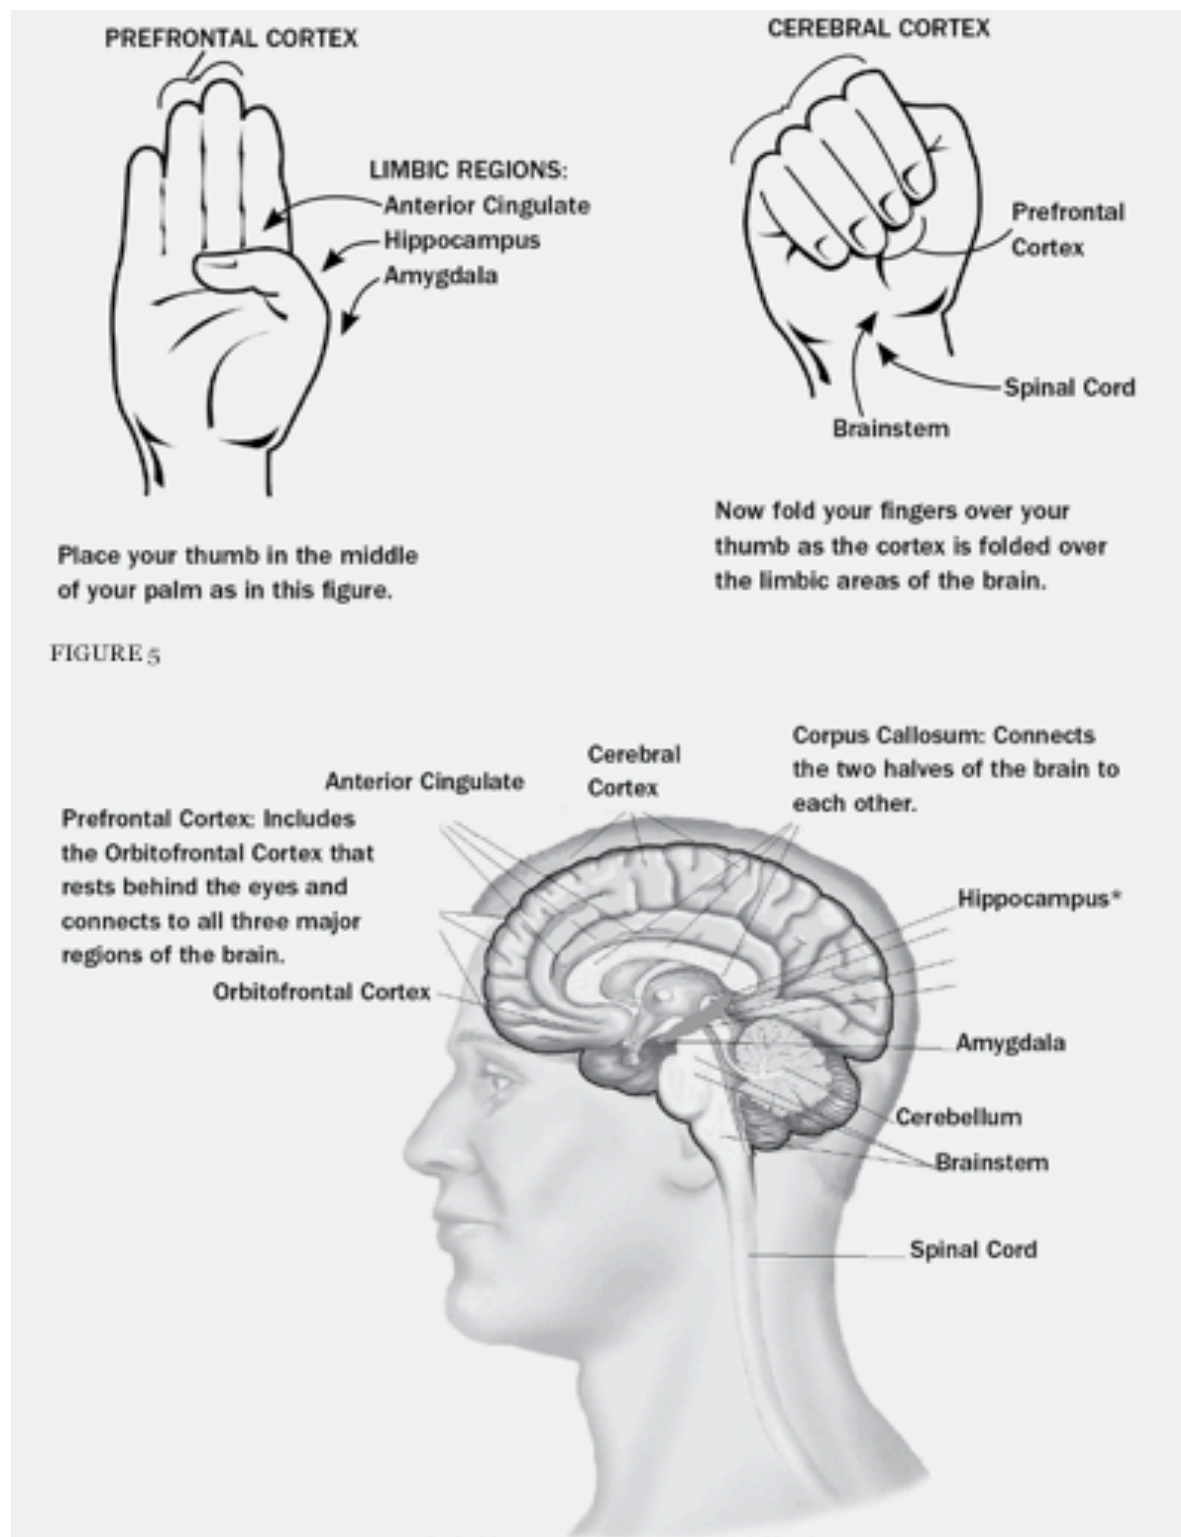 PREFRONTAL CORTEX
LIMBIC REGIONS:
Anterior Cingulate
Hippocampus
Amygdala
Place your thumb in the middle
of your palm as in this figure.
CEREBRAL CORTEX
Prefrontal
Cortex
Spinal Cord
Brainstem
Now fold your fingers over your
thumb as the cortex is folded over
the limbic areas of the brain.
FIGURE 5
Anterior Cingulate
Cerebral
Cortex
Corpus Callosum: Connects
the two halves of the brain to
each other.
Prefrontal Cortex: Includes
the Orbitofrontal Cortex that
rests behind the eyes and
connects to all three major
regions of the brain.
Orbitofrontal Cortex
Hippocampus*
Amygdala
Cerebellum
Brainstem
Spinal Cord